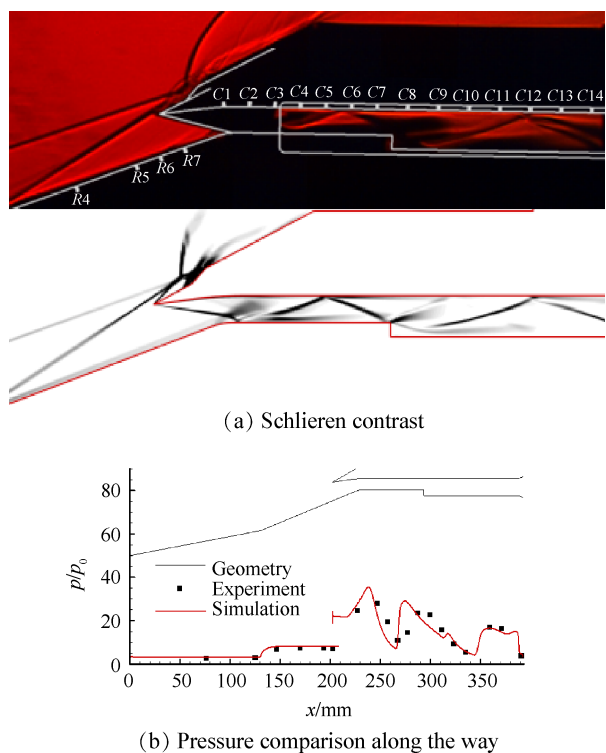 C1 C2 C3 C4 C5 C6 C7 C8 C9 C10 C11 C12 C13 C14
R7
R6
R5
R4
(a) Schlieren contrast
80
60
40
20
0
p/p₀
Geometry
Experiment
Simulation
0 50 100 150 200 250 300 350
x/mm
(b) Pressure comparison along the way